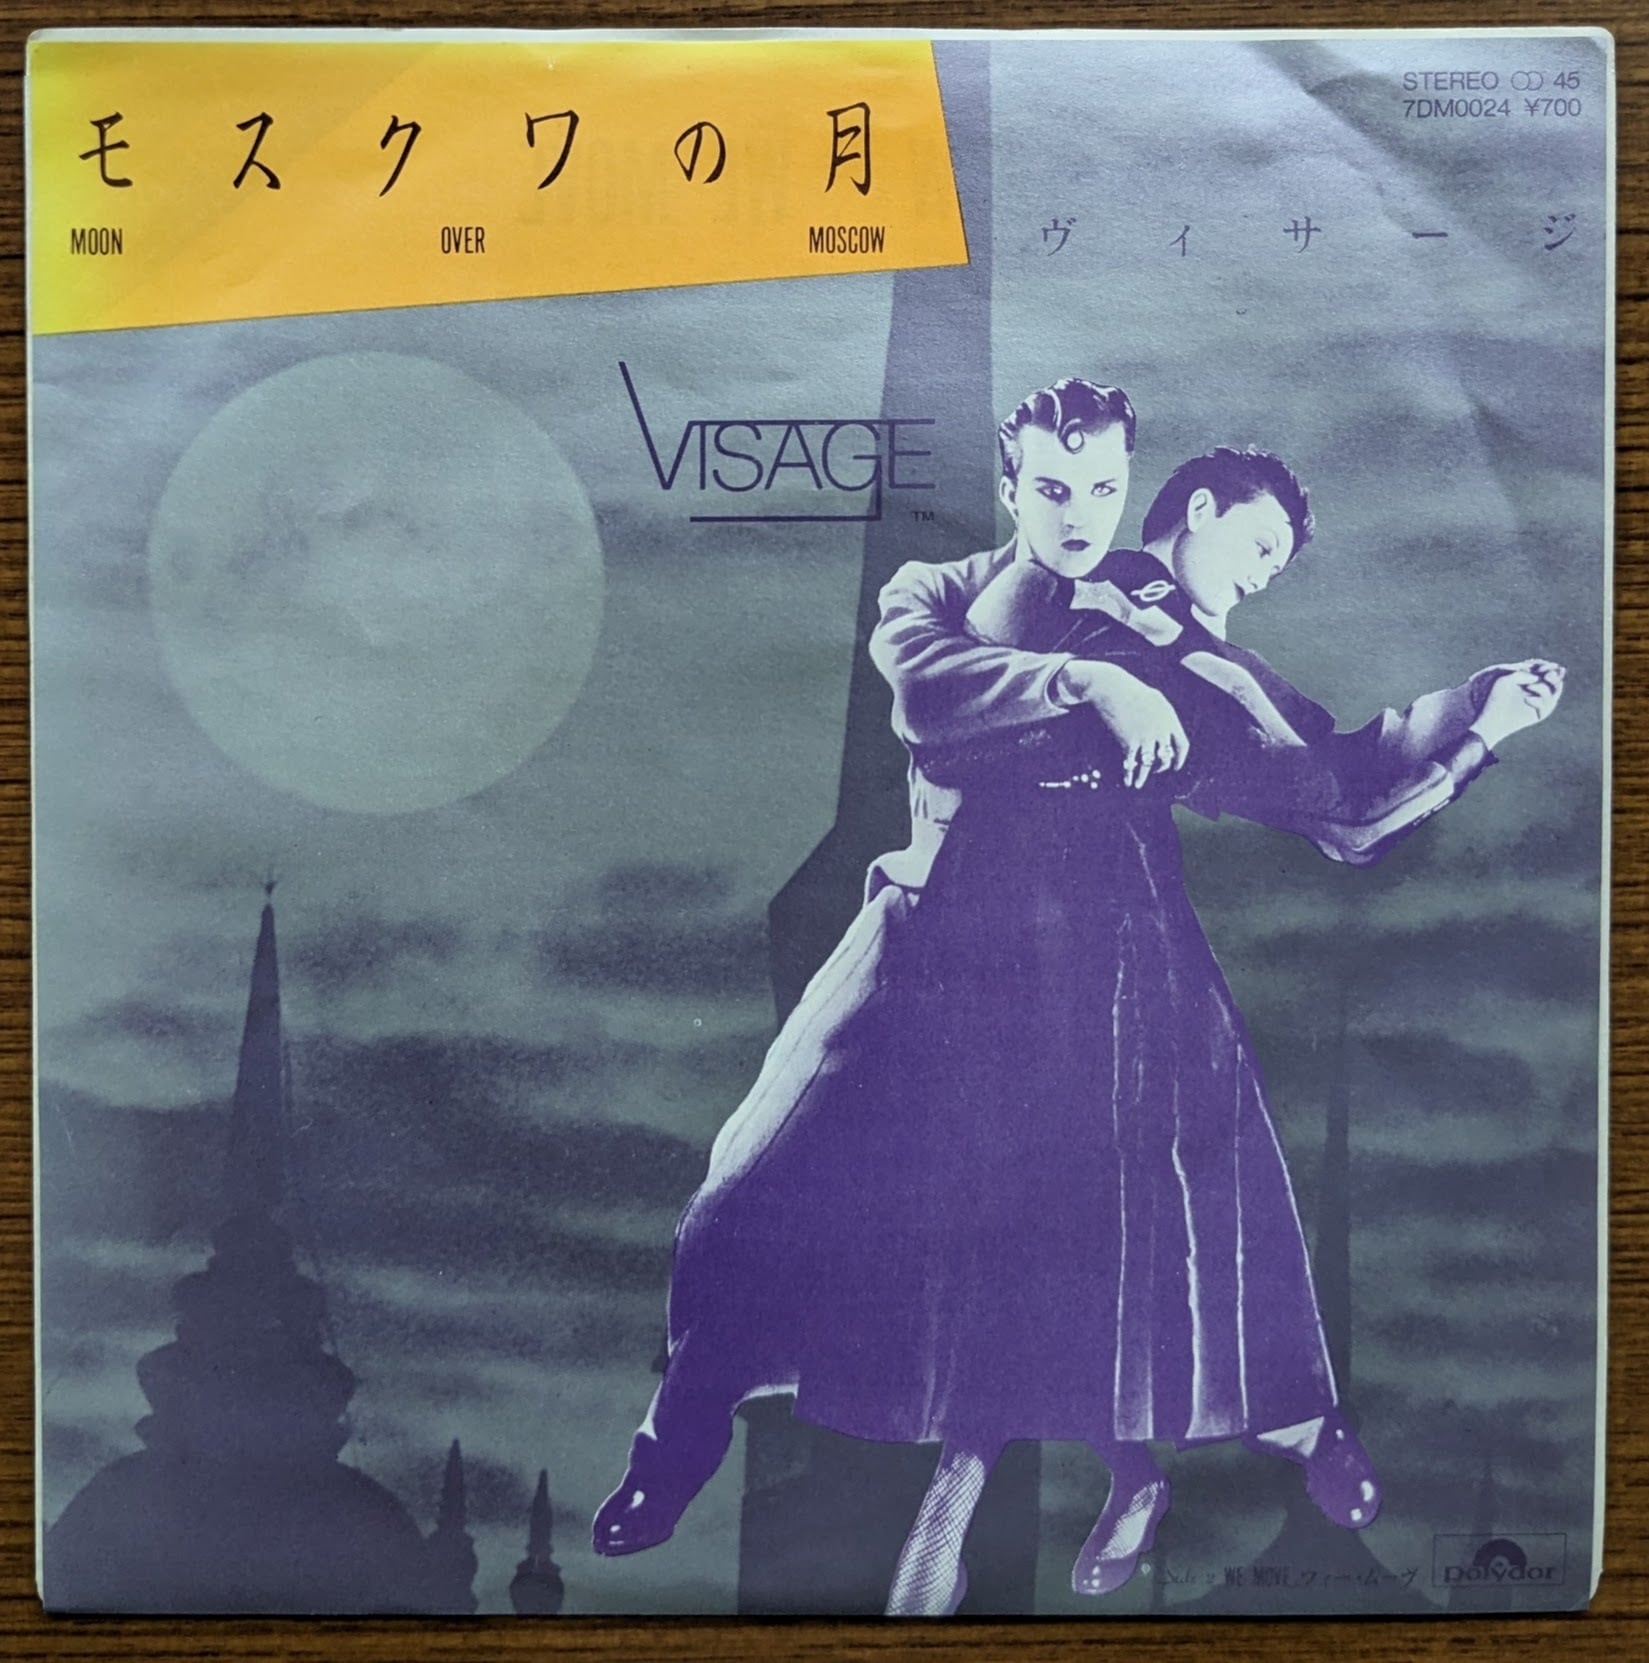 モスクワの月
MOON OVER MOSCOW
STEREO 45
7DM0024 ¥700
ヴィサージ
VISAGE
TM
WE MOVE ウィー・ムーヴ
polydor